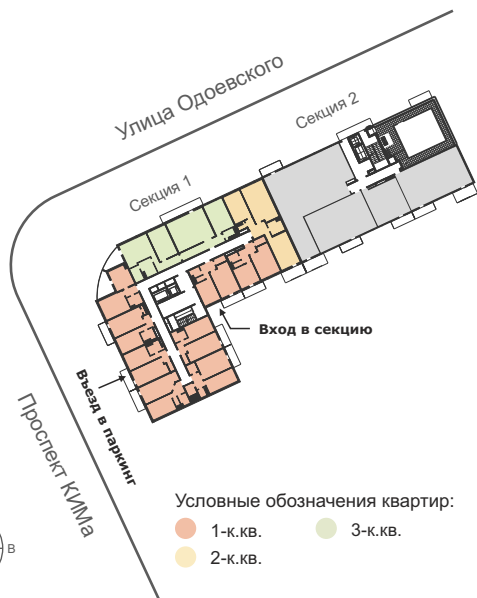 Улица Одоевского
Секция 2
Секция 1
Вход в секцию
Въезд в паркинг
Проспект КИМа
Условные обозначения квартир:
1-к.кв.
3-к.кв.
2-к.кв.
В